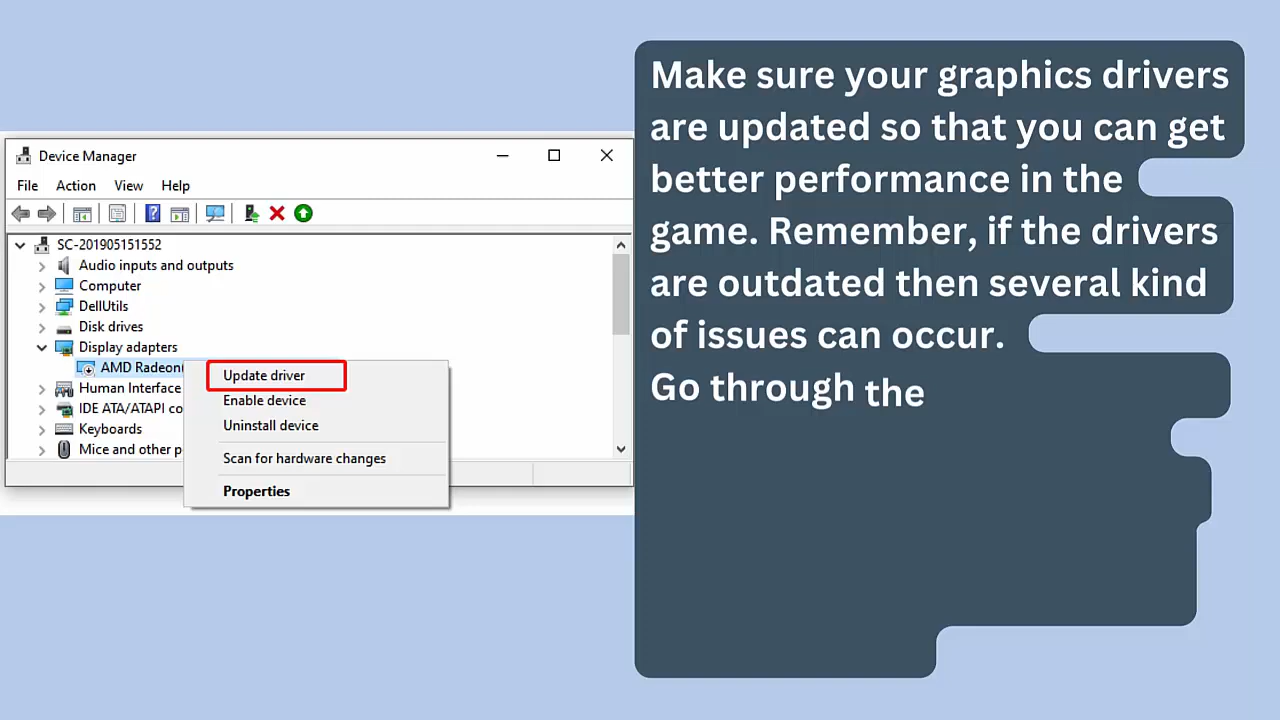 Device Manager
File Action View Help
SC-201905151552
Audio inputs and outputs
Computer
DellUtils
Disk drives
Display adapters
AMD Radeon
Human Interface
IDE ATA/ATAPI co
Keyboards
Mice and other p
Update driver
Enable device
Uninstall device
Scan for hardware changes
Properties
Make sure your graphics drivers
are updated so that you can get
better performance in the
game. Remember, if the drivers
are outdated then several kind
of issues can occur.
Go through the